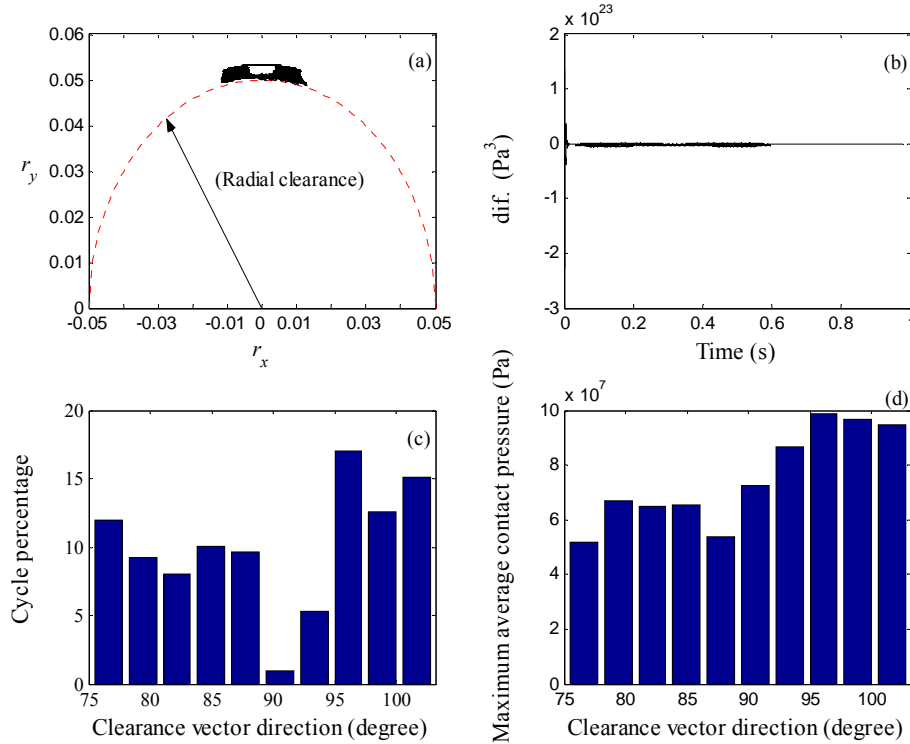 (a)
0.06
0.05
0.04
0.03
0.02
0.01
0
r_y
(Radial clearance)
-0.05 -0.03 -0.01 0 0.01 0.03 0.05
r_x
x 10^23
(b)
2
1
0
-1
-2
-3
dif. (Pa^3)
0 0.2 0.4 0.6 0.8
Time (s)
(c)
20
15
10
5
0
Cycle percentage
75 80 85 90 95 100
Clearance vector direction (degree)
x 10^7
(d)
10
8
6
4
2
0
Maximum average contact pressure (Pa)
75 80 85 90 95 100
Clearance vector direction (degree)